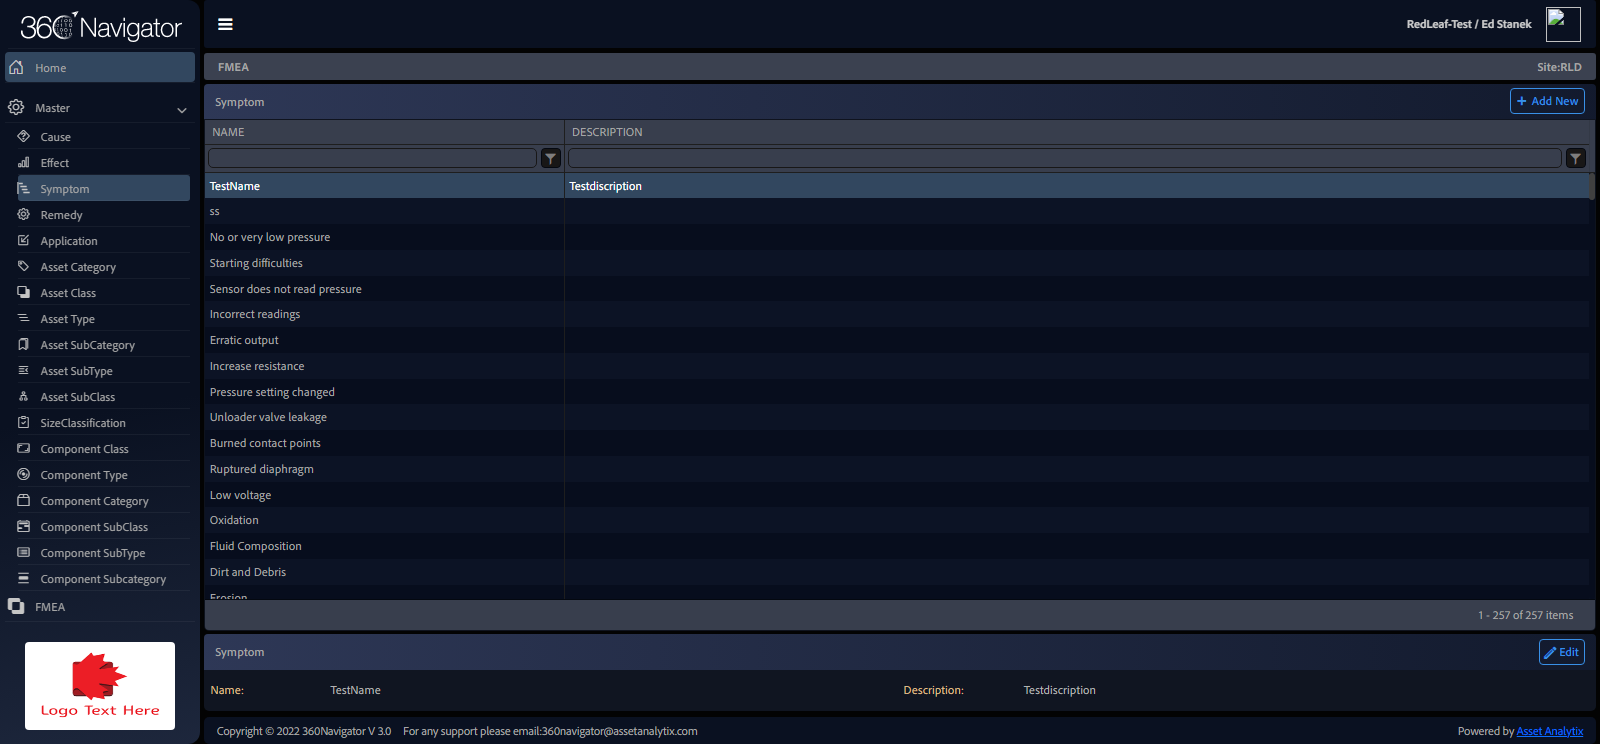 360 Navigator
RedLeaf-Test / Ed Stanek
Home
Master
Cause
Effect
Symptom
Remedy
Application
Asset Category
Asset Class
Asset Type
Asset SubCategory
Asset SubType
Asset SubClass
SizeClassification
Component Class
Component Type
Component Category
Component SubClass
Component SubType
Component Subcategory
FMEA
Logo Text Here
FMEA Site:RLD
Symptom + Add New
NAME DESCRIPTION
TestName Testdiscription
ss
No or very low pressure
Starting difficulties
Sensor does not read pressure
Incorrect readings
Erratic output
Increase resistance
Pressure setting changed
Unloader valve leakage
Burned contact points
Ruptured diaphragm
Low voltage
Oxidation
Fluid Composition
Dirt and Debris
Erosion
1 - 257 of 257 items
Symptom Edit
Name: TestName Description: Testdiscription
Copyright © 2022 360Navigator V 3.0 For any support please email:360navigator@assetanalytix.com Powered by Asset Analytix